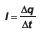 I = Δq / Δt